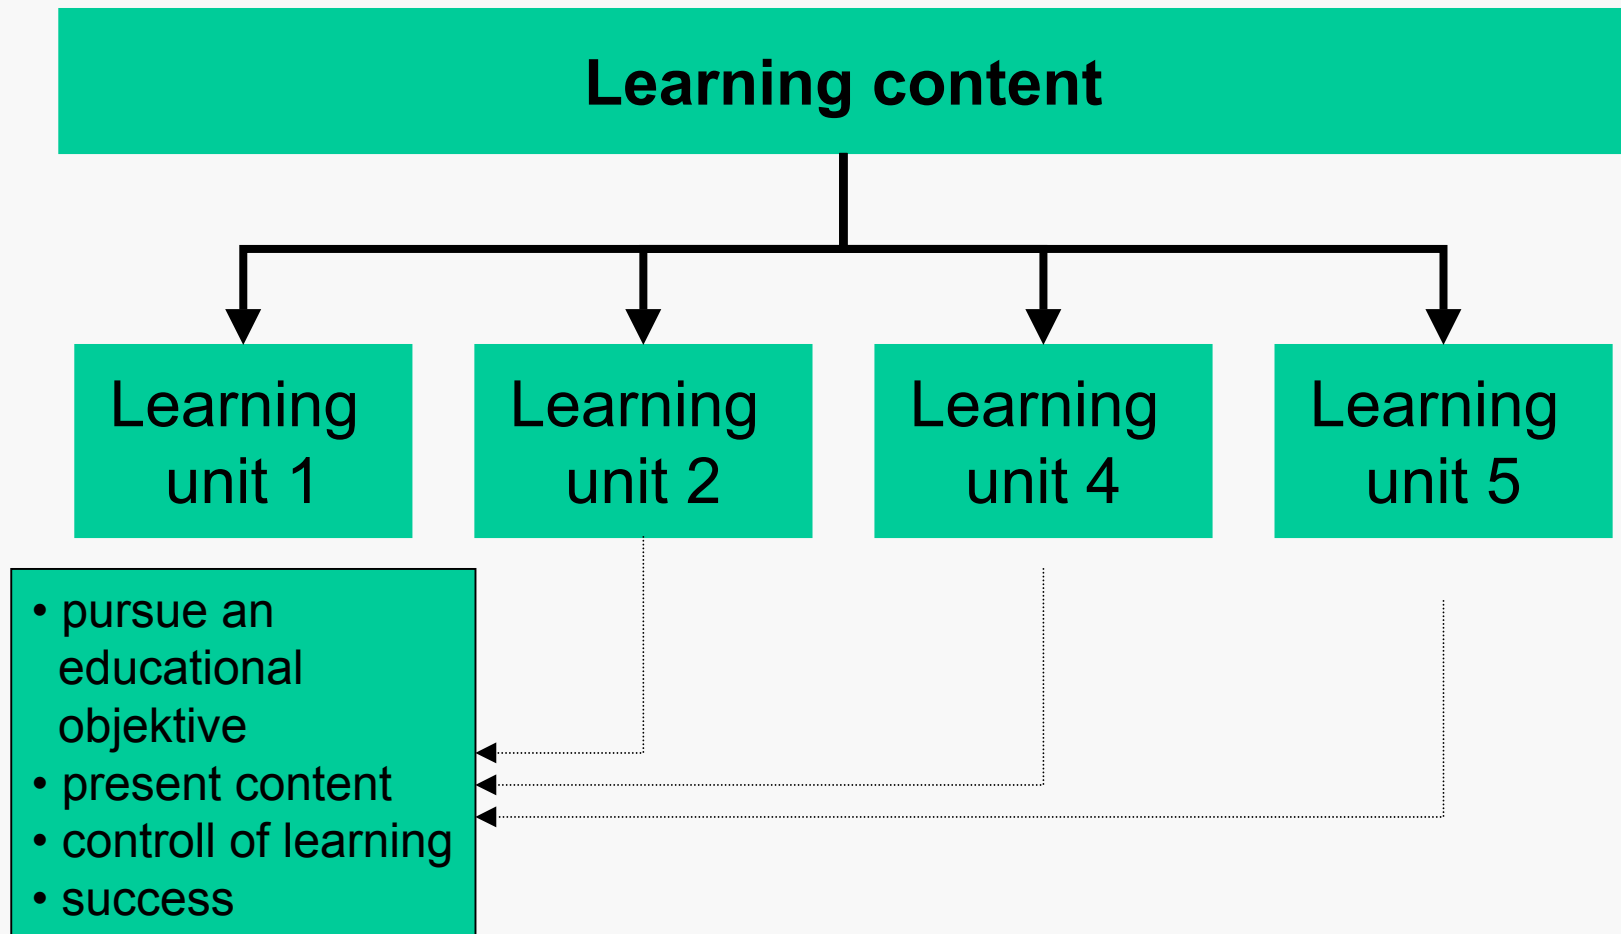 Learning content
Learning
unit 1
Learning
unit 2
Learning
unit 4
Learning
unit 5
• pursue an
educational
objektive
• present content
• controll of learning
• success